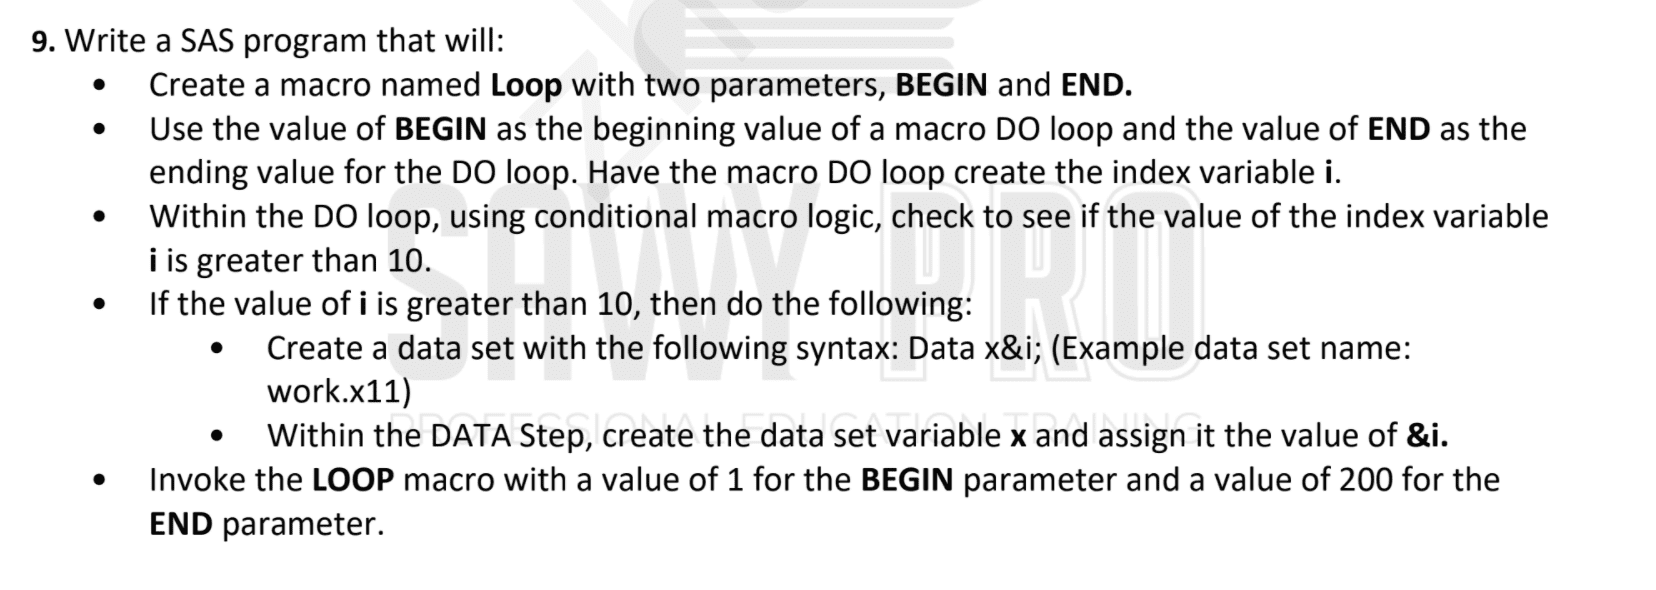 9. Write a SAS program that will:
• Create a macro named Loop with two parameters, BEGIN and END.
• Use the value of BEGIN as the beginning value of a macro DO loop and the value of END as the
ending value for the DO loop. Have the macro DO loop create the index variable i.
• Within the DO loop, using conditional macro logic, check to see if the value of the index variable
i is greater than 10.
• If the value of i is greater than 10, then do the following:
• Create a data set with the following syntax: Data x&i; (Example data set name:
work.x11)
• Within the DATA Step, create the data set variable x and assign it the value of &i.
• Invoke the LOOP macro with a value of 1 for the BEGIN parameter and a value of 200 for the
END parameter.
SAVVY PRO
PROFESSIONAL EDUCATION TRAINING